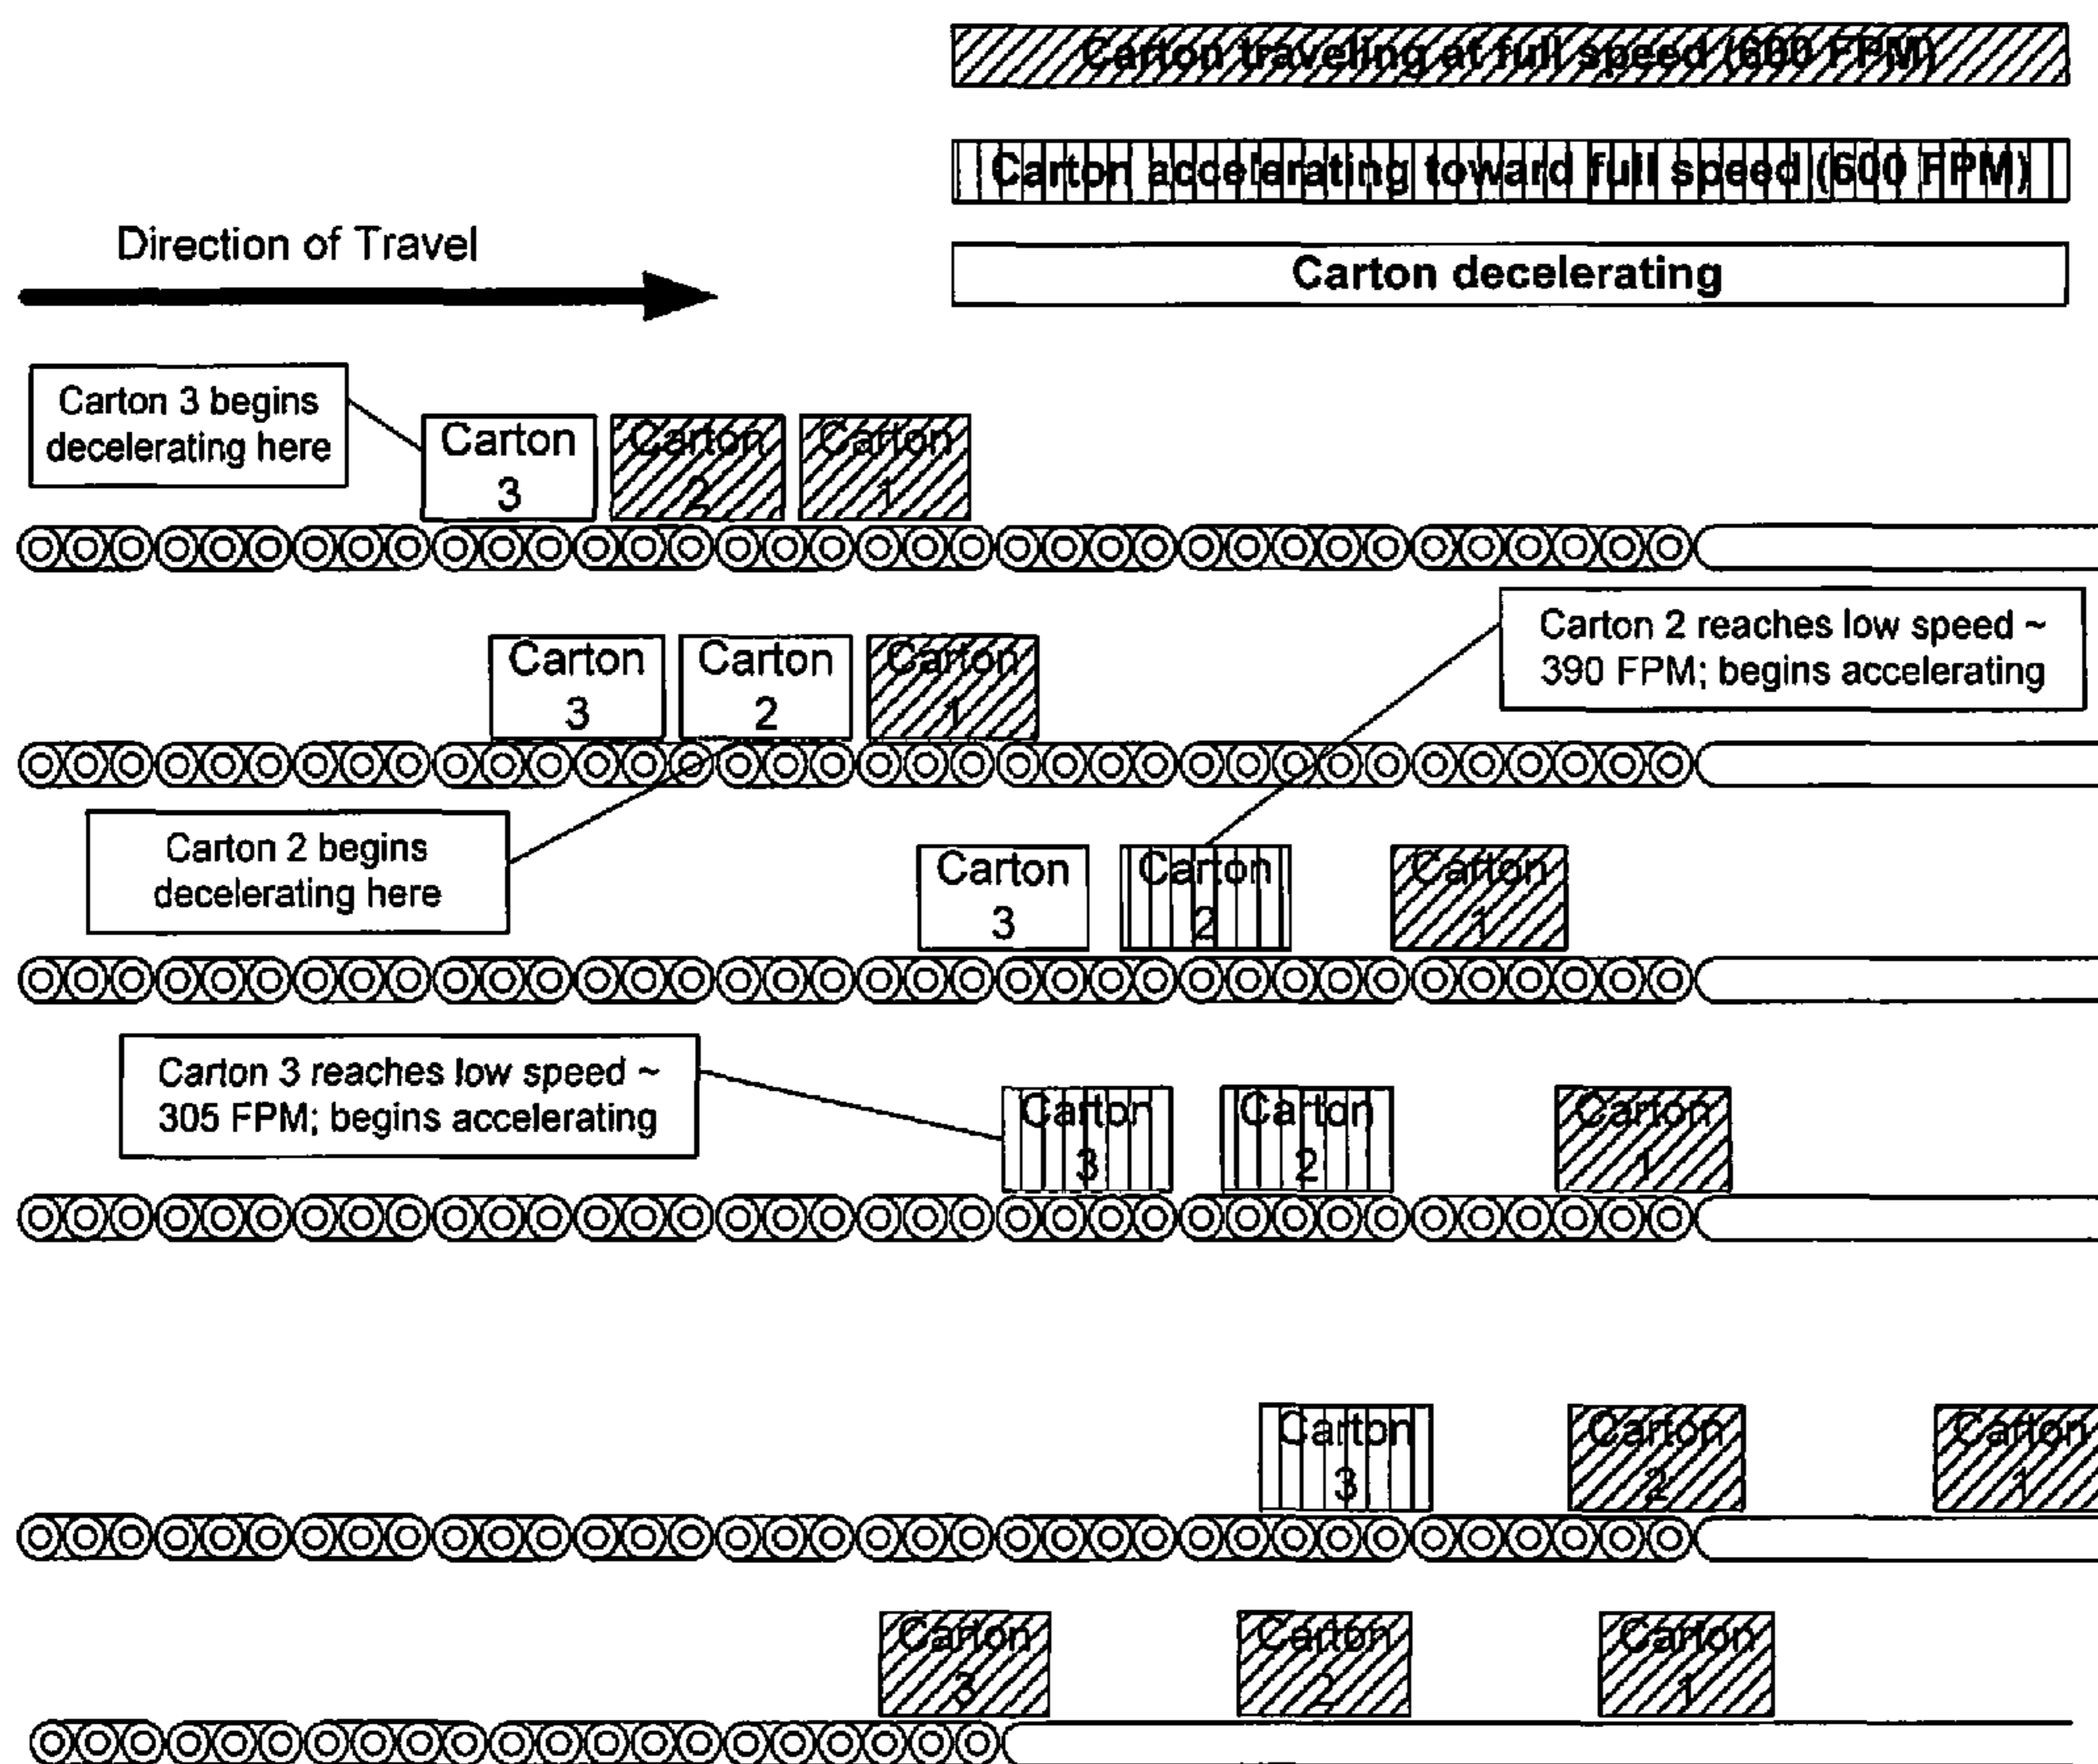 Carton traveling at full speed (600 FPM)
Carton accelerating toward full speed (600 FPM)
Direction of Travel
Carton decelerating
Carton 3 begins
decelerating here
Carton
3
Carton
2
Carton
1
Carton 2 reaches low speed ~
390 FPM; begins accelerating
Carton
3
Carton
2
Carton
1
Carton 2 begins
decelerating here
Carton
3
Carton
2
Carton
1
Carton 3 reaches low speed ~
305 FPM; begins accelerating
Carton
3
Carton
2
Carton
1
Carton
3
Carton
2
Carton
1
Carton
3
Carton
2
Carton
1